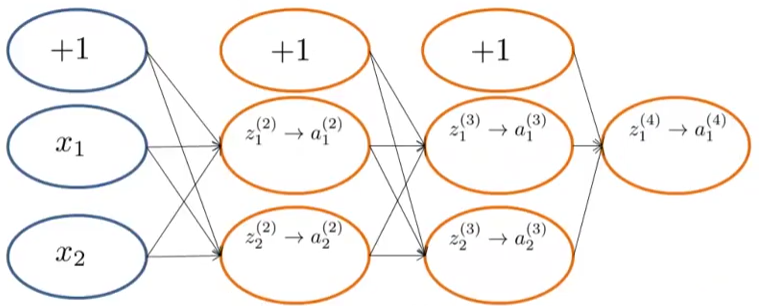 +1 +1 +1
x₁ z₁⁽²⁾ → a₁⁽²⁾ z₁⁽³⁾ → a₁⁽³⁾ z₁⁽⁴⁾ → a₁⁽⁴⁾
x₂ z₂⁽²⁾ → a₂⁽²⁾ z₂⁽³⁾ → a₂⁽³⁾